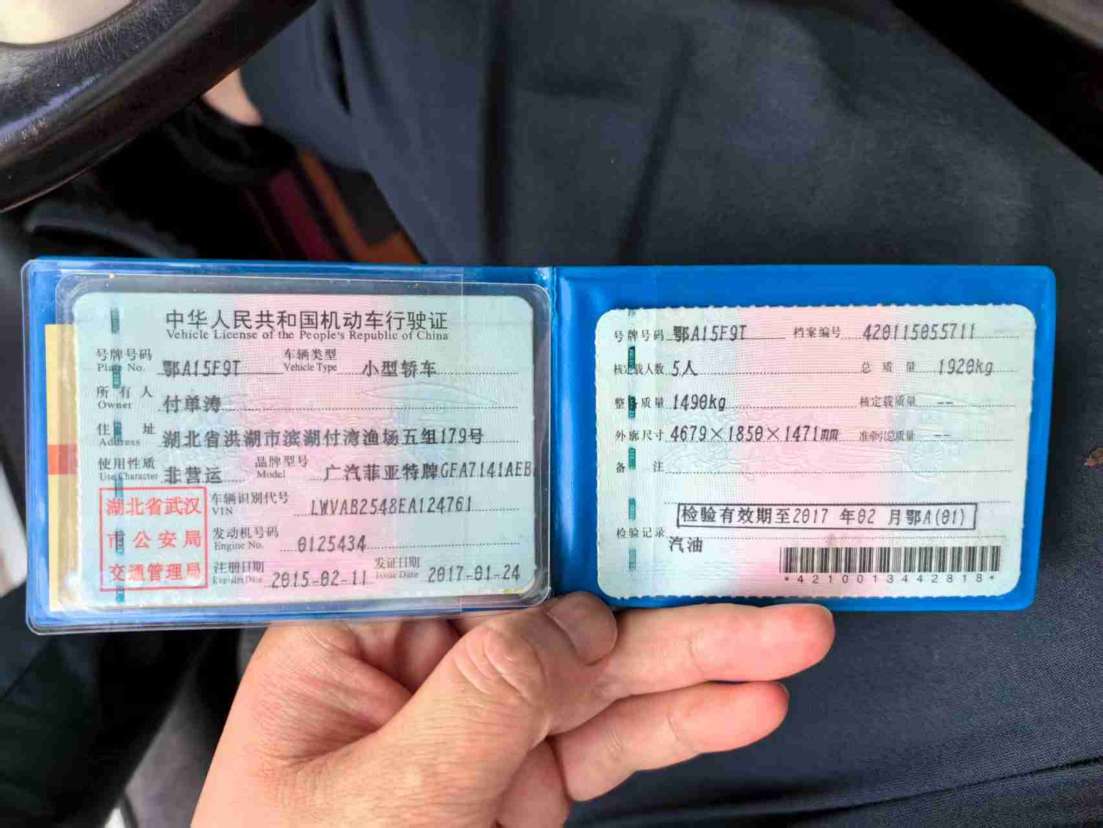 中华人民共和国机动车行驶证
Vehicle License of the People's Republic of China
号牌号码 鄂A15F9T 车辆类型 小型轿车
Plate No. Vehicle Type
所有人 付单涛
Owner
住址 湖北省洪湖市滨湖付湾渔场五组179号
Address
使用性质 非营运 品牌型号 广汽菲亚特牌GFA7141AEB
Use Character Model
湖北省武汉
市公安局
交通管理局
车辆识别代号 LWVAB2548EA124761
VIN
发动机号码 0125434
Engine No.
注册日期 2015-02-11 发证日期 2017-01-24
Register Date Issue Date
号牌号码 鄂A15F9T 档案编号 420115055711
核定载人数 5人 总质量 1920kg
整备质量 1490kg 核定载质量 --
外廓尺寸 4679×1850×1471mm 准牵引总质量 --
备注
检验有效期至2017 年02 月鄂A(01)
检验记录
汽油
*4210013442818*